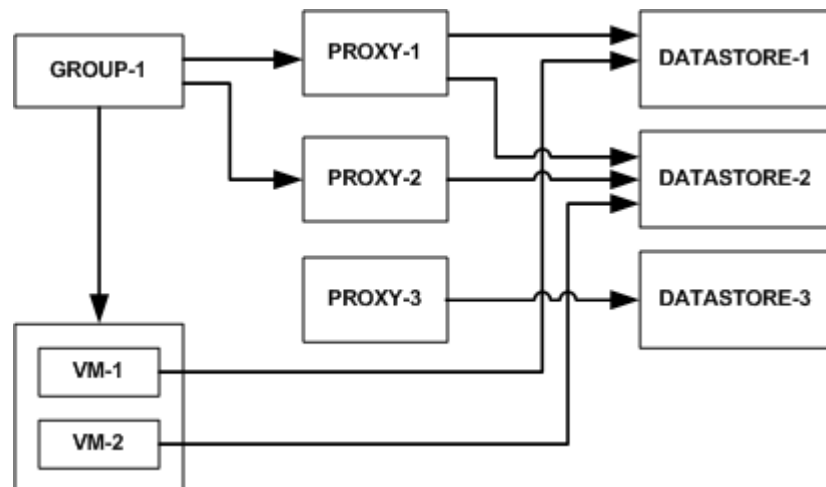 GROUP-1
PROXY-1
DATASTORE-1
PROXY-2
DATASTORE-2
PROXY-3
DATASTORE-3
VM-1
VM-2